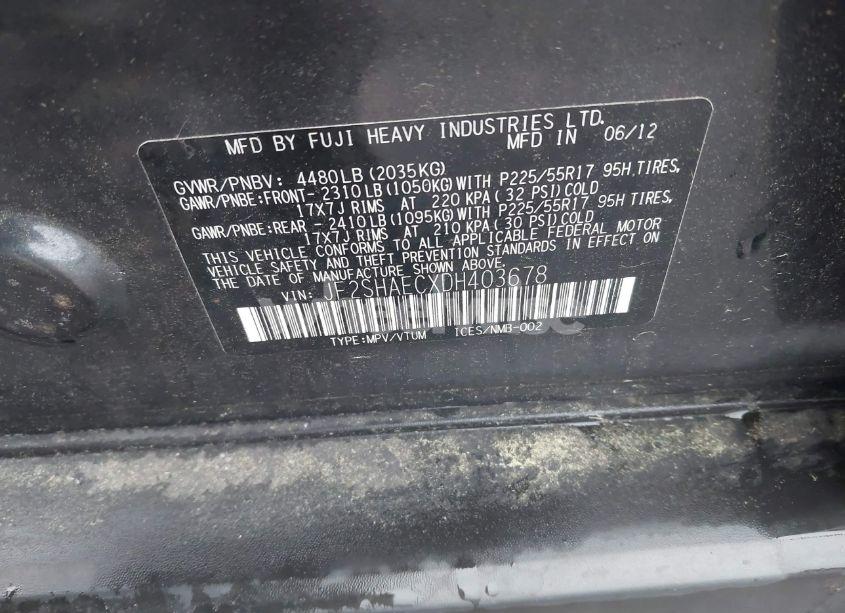 MFD BY FUJI HEAVY INDUSTRIES LTD.
MFD IN 06/12
GVWR/PNBV: 4480LB(2035KG)
GAWR/PNBE:FRONT- 2310LB(1050KG)WITH P225/55R17 95H TIRES,
17X7J RIMS AT 220 KPA(32 PSI)COLD
GAWR/PNBE:REAR - 2410LB(1095KG)WITH P225/55R17 95H TIRES,
17X7J RIMS AT 210 KPA(30 PSI)COLD
THIS VEHICLE CONFORMS TO ALL APPLICABLE FEDERAL MOTOR
VEHICLE SAFETY AND THEFT PREVENTION STANDARDS IN EFFECT ON
THE DATE OF MANUFACTURE SHOWN ABOVE.
VIN: JF2SHAECXDH403678
TYPE:MPV/VTUM ICES/NMB-002